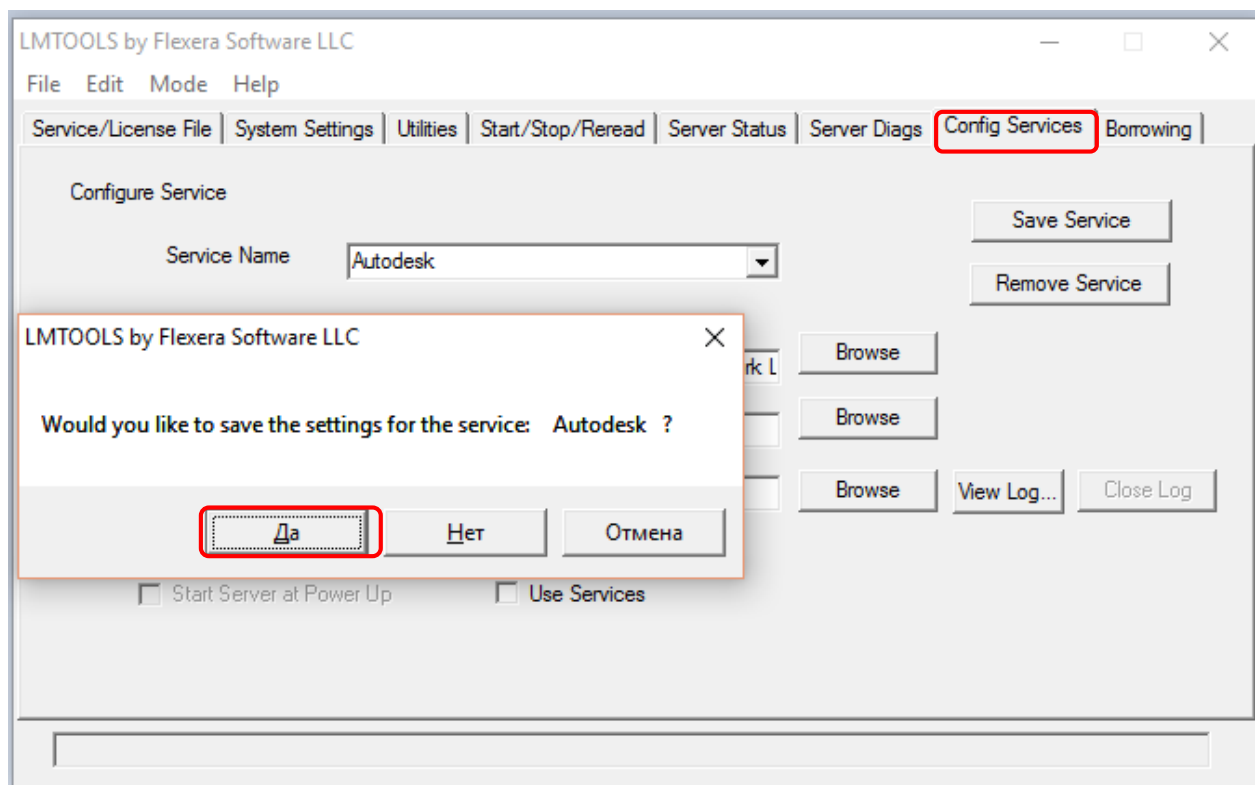 LMTOOLS by Flexera Software LLC
File Edit Mode Help
Service/License File System Settings Utilities Start/Stop/Reread Server Status Server Diags Config Services Borrowing
Configure Service
Save Service
Service Name Autodesk
Remove Service
LMTOOLS by Flexera Software LLC
rk L Browse
Would you like to save the settings for the service: Autodesk ?
Browse
Browse View Log... Close Log
Да Нет Отмена
Start Server at Power Up Use Services